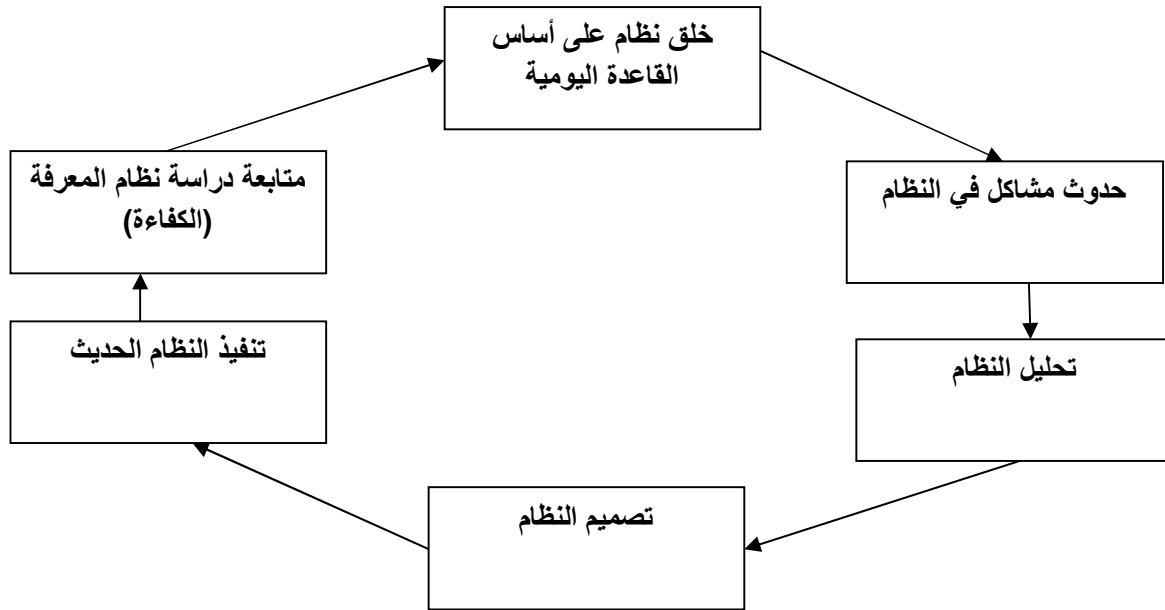 خلق نظام على أساس
القاعدة اليومية
حدوث مشاكل في النظام
تحليل النظام
تصميم النظام
تنفيذ النظام الحديث
متابعة دراسة نظام المعرفة
(الكفاءة)